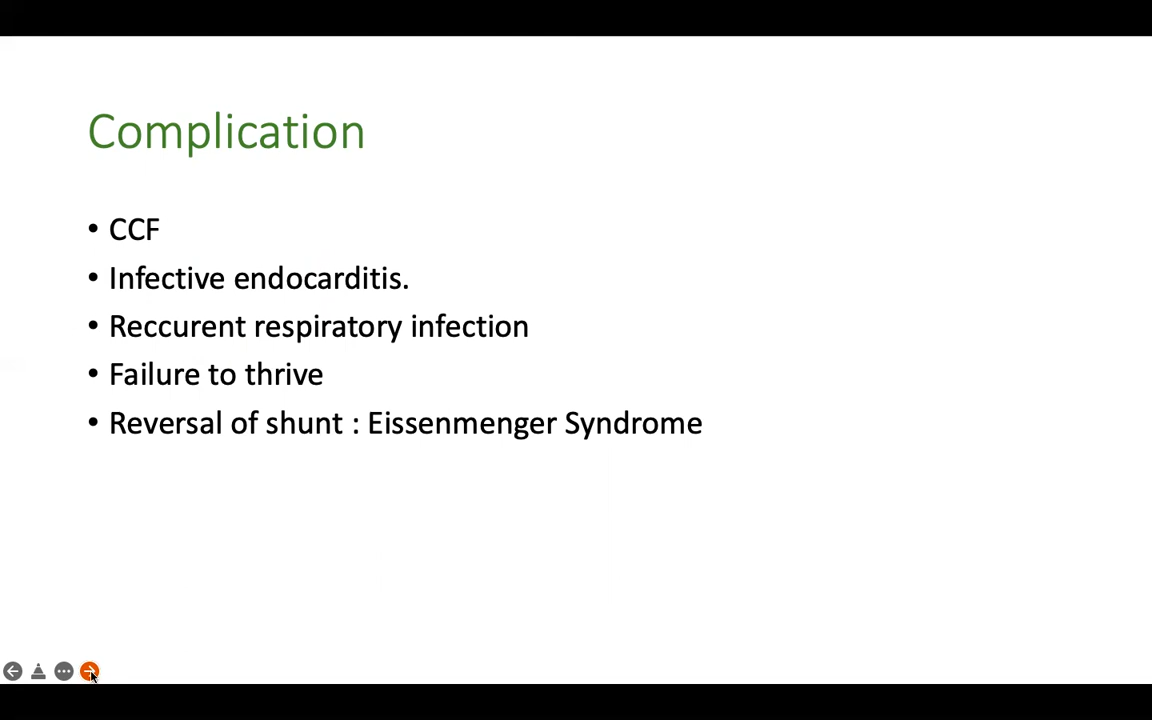 Complication
• CCF
• Infective endocarditis.
• Reccurent respiratory infection
• Failure to thrive
• Reversal of shunt : Eissenmenger Syndrome